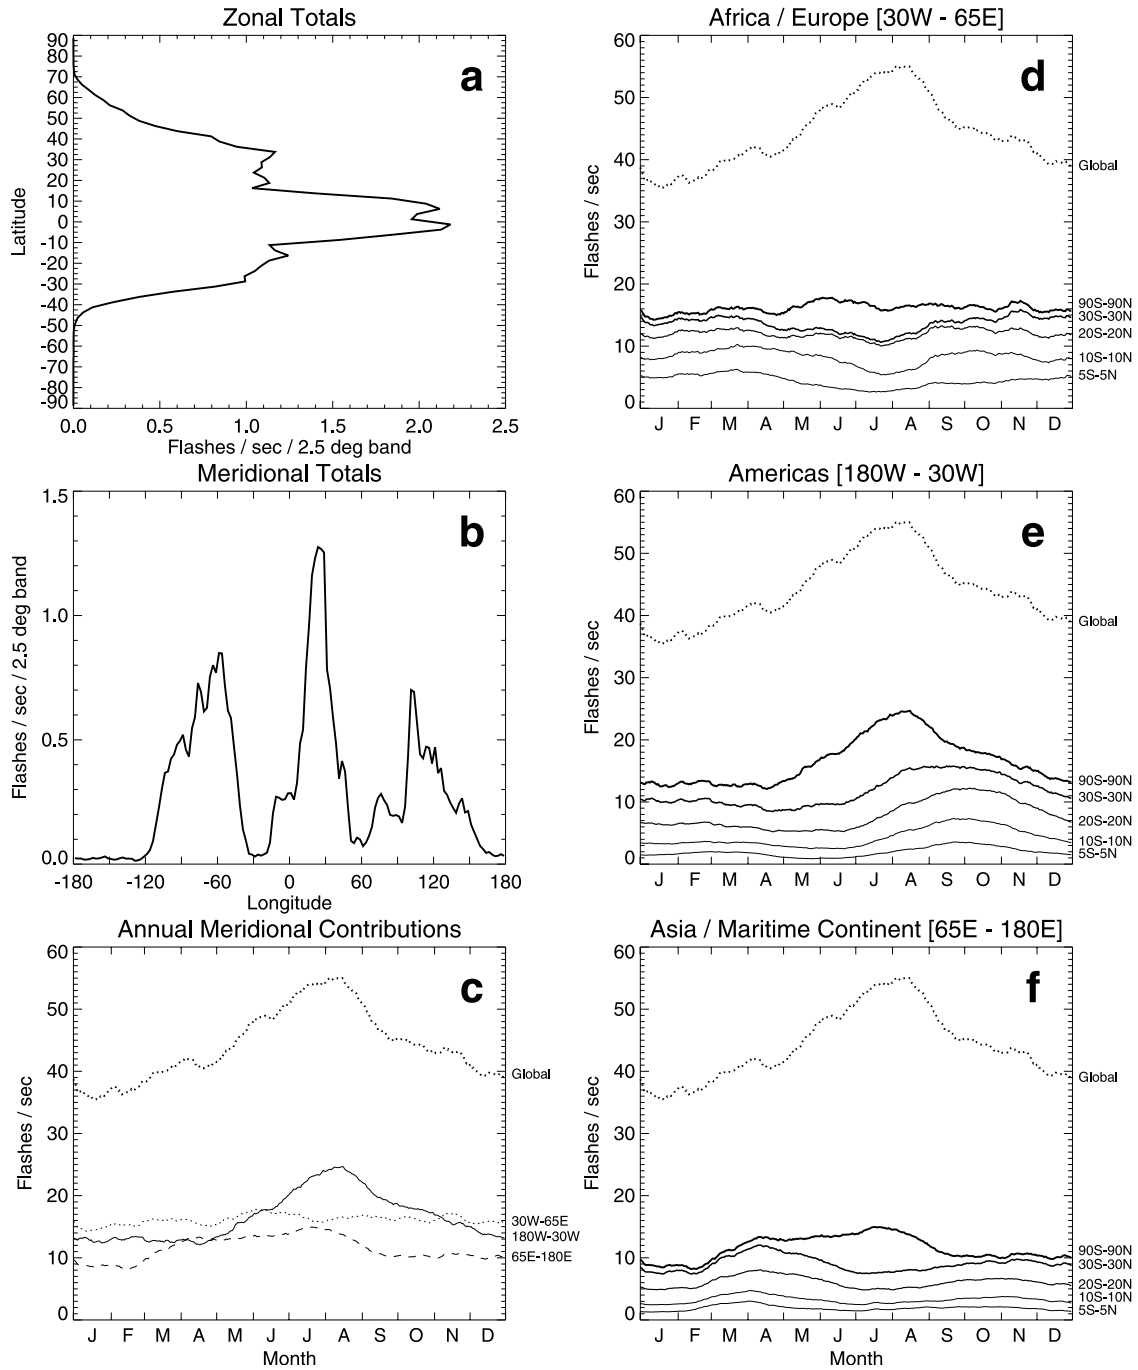 Zonal Totals
a
Latitude
90
80
70
60
50
40
30
20
10
0
-10
-20
-30
-40
-50
-60
-70
-80
-90
0.0 0.5 1.0 1.5 2.0 2.5
Flashes / sec / 2.5 deg band
Meridional Totals
b
Flashes / sec / 2.5 deg band
1.5
1.0
0.5
0.0
-180 -120 -60 0 60 120 180
Longitude
Annual Meridional Contributions
c
Flashes / sec
60
50
40
30
20
10
0
Global
30W-65E
180W-30W
65E-180E
J F M A M J J A S O N D
Month
Africa / Europe [30W - 65E]
d
Flashes / sec
60
50
40
30
20
10
0
Global
90S-90N
30S-30N
20S-20N
10S-10N
5S-5N
J F M A M J J A S O N D
Americas [180W - 30W]
e
Flashes / sec
60
50
40
30
20
10
0
Global
90S-90N
30S-30N
20S-20N
10S-10N
5S-5N
J F M A M J J A S O N D
Asia / Maritime Continent [65E - 180E]
f
Flashes / sec
60
50
40
30
20
10
0
Global
90S-90N
30S-30N
20S-20N
10S-10N
5S-5N
J F M A M J J A S O N D
Month